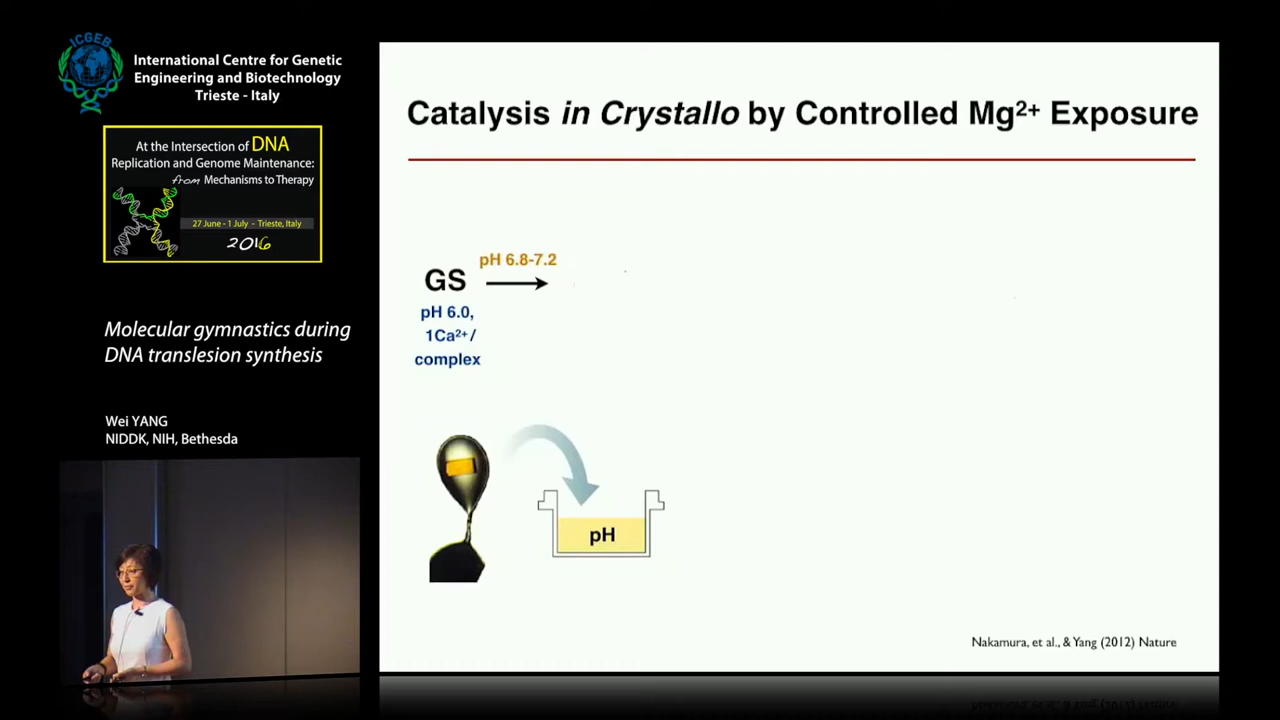 ICGEB
International Centre for Genetic
Engineering and Biotechnology
Trieste - Italy
At the Intersection of DNA
Replication and Genome Maintenance:
from Mechanisms to Therapy
27 June - 1 July - Trieste, Italy
2016
Molecular gymnastics during
DNA translesion synthesis
Wei YANG
NIDDK, NIH, Bethesda
Catalysis in Crystallo by Controlled Mg²⁺ Exposure
pH 6.8-7.2
GS
pH 6.0,
1Ca²⁺/
complex
pH
Nakamura, et al., & Yang (2012) Nature